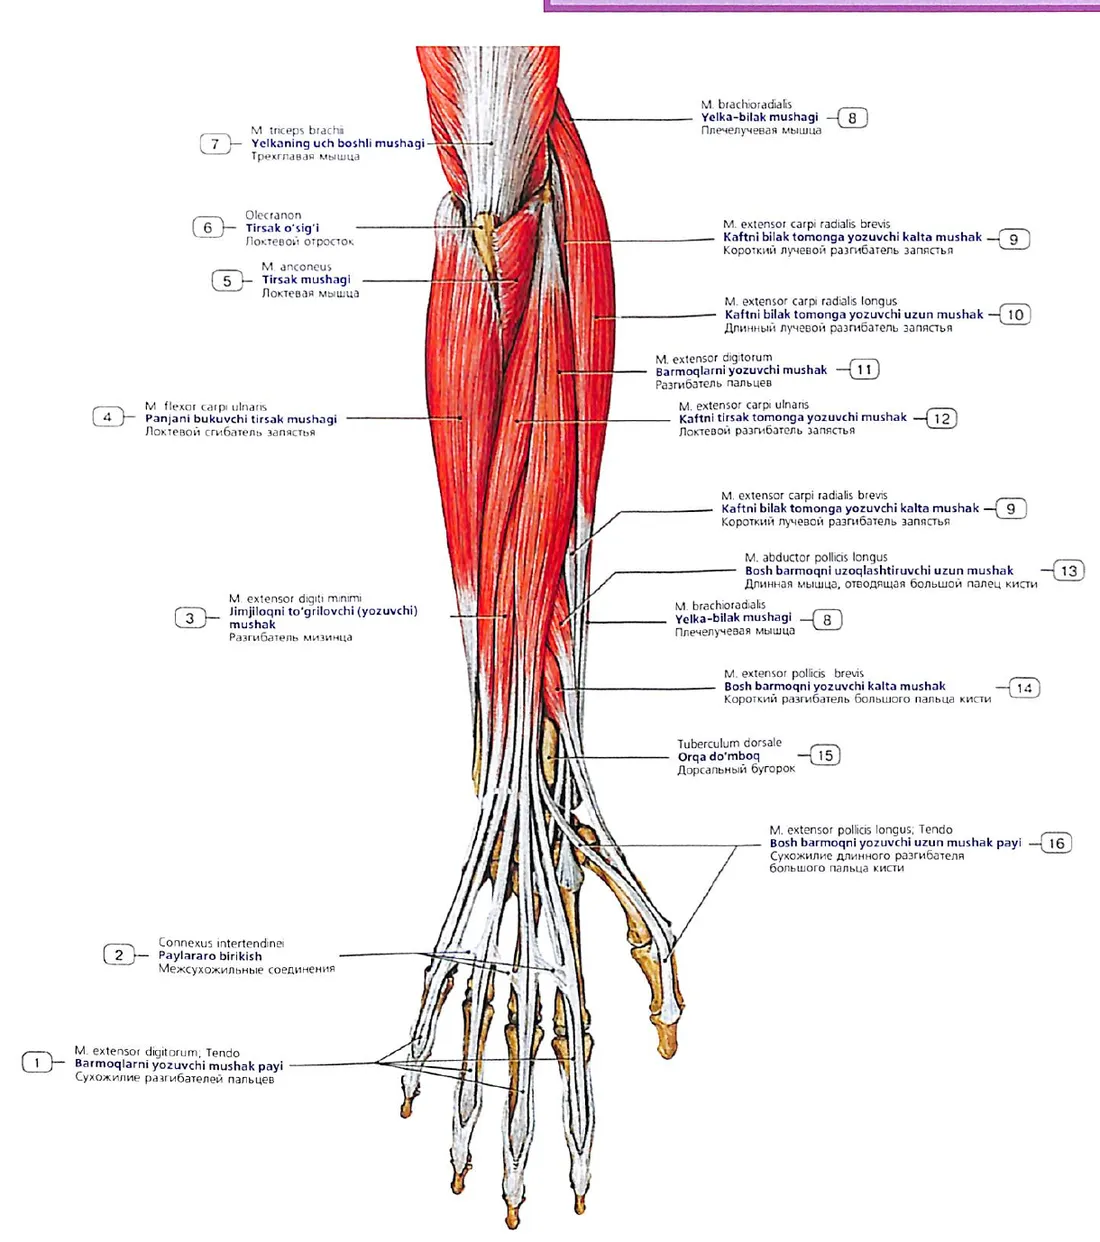 M. triceps brachii
7
Yelkaning uch boshli mushagi
Трехглавая мышца
Olecranon
6
Tirsak o'sig'i
Локтевой отросток
M. anconeus
5
Tirsak mushagi
Локтевая мышца
M. flexor carpi ulnaris
4
Panjani bukuvchi tirsak mushagi
Локтевой сгибатель запястья
M. extensor digiti minimi
3
Jimjiloqni to'grilovchi (yozuvchi)
mushak
Разгибатель мизинца
Connexus intertendinei
2
Paylararo birikish
Межсухожильные соединения
M. extensor digitorum; Tendo
1
Barmoqlarni yozuvchi mushak payi
Сухожилие разгибателей пальцев
M. brachioradialis
Yelka-bilak mushagi
8
Плечелучевая мышца
M. extensor carpi radialis brevis
Kaftni bilak tomonga yozuvchi kalta mushak
9
Короткий лучевой разгибатель запястья
M. extensor carpi radialis longus
Kaftni bilak tomonga yozuvchi uzun mushak
10
Длинный лучевой разгибатель запястья
M. extensor digitorum
Barmoqlarni yozuvchi mushak
11
Разгибатель пальцев
M. extensor carpi ulnaris
Kaftni tirsak tomonga yozuvchi mushak
12
Локтевой разгибатель запястья
M. extensor carpi radialis brevis
Kaftni bilak tomonga yozuvchi kalta mushak
9
Короткий лучевой разгибатель запястья
M. abductor pollicis longus
Bosh barmoqni uzoqlashtiruvchi uzun mushak
13
Длинная мышца, отводящая большой палец кисти
M. brachioradialis
Yelka-bilak mushagi
8
Плечелучевая мышца
M. extensor pollicis brevis
Bosh barmoqni yozuvchi kalta mushak
14
Короткий разгибатель большого пальца кисти
Tuberculum dorsale
Orqa do'mboq
15
Дорсальный бугорок
M. extensor pollicis longus; Tendo
Bosh barmoqni yozuvchi uzun mushak payi
16
Сухожилие длинного разгибателя
большого пальца кисти